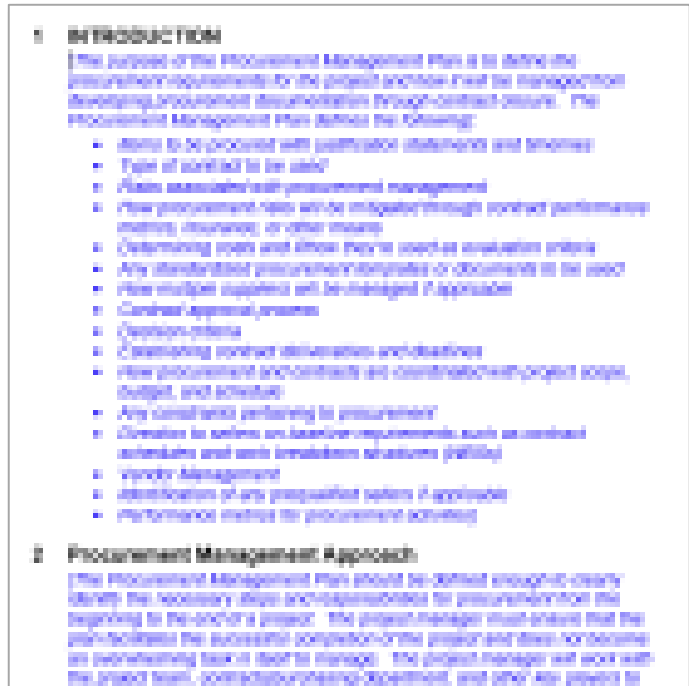 1 INTRODUCTION
[The purpose of the Procurement Management Plan is to define the
procurement requirements for the project and how it will be managed from
developing procurement documentation through contract closure. The
Procurement Management Plan defines the following:
Items to be procured with justification statements and timelines
Type of contract to be used
Risks associated with procurement management
How procurement risks will be mitigated through contract performance
metrics, insurance, or other means
Determining costs and if/how they're used as evaluation criteria
Any standardized procurement templates or documents to be used
How multiple suppliers will be managed if applicable
Contract approval process
Decision criteria
Establishing contract deliverables and deadlines
How procurement and contracts are coordinated with project scope,
budget, and schedule
Any constraints pertaining to procurement
Direction to sellers on baseline requirements such as contract
schedules and work breakdown structures (WBSs)
Vendor Management
Identification of any prequalified sellers if applicable
Performance metrics for procurement activities]
2 Procurement Management Approach
[The Procurement Management Plan should be defined enough to clearly
identify the necessary steps and responsibilities for procurement from the
beginning to the end of a project. The project manager must ensure that the
plan facilitates the successful completion of the project and does not become
an overwhelming task in itself to manage. The project manager will work with
the project team, contracts/purchasing department, and other key players to